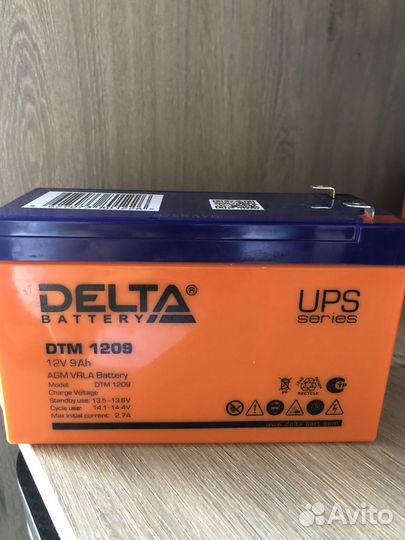 DELTA®
BATTERY
UPS
series
DTM 1209
12V 9Ah
AGM VRLA Battery
Model: DTM 1209
Charge Voltage
Standby use: 13.5-13.8V
Cycle use: 14.1-14.4V
Max initial current: 2.7A
www.delta-batt.com
Avito